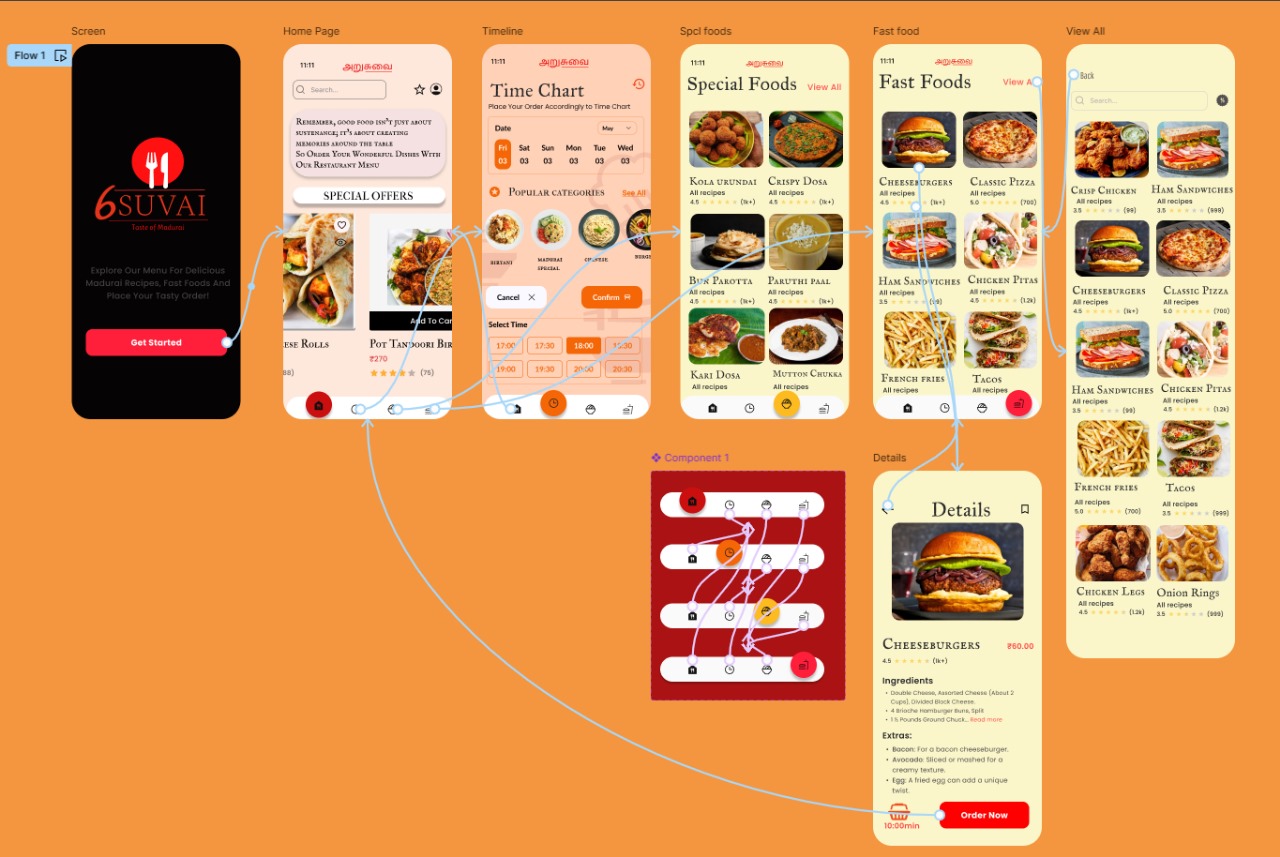 Screen
Flow 1
6SUVAI
Taste of Madurai
Explore Our Menu For Delicious
Madurai Recipes, Fast Foods And
Place Your Tasty Order!
Get Started
Home Page
11:11
அறுசுவை
Search...
Remember, good food isn't just about
sustenance; it's about creating
memories around the table
So Order Your Wonderful Dishes With
Our Restaurant Menu
SPECIAL OFFERS
Add To Car
ese Rolls
Pot Tandoori Bir
₹270
(75)
Timeline
11:11
அறுசுவை
Time Chart
Place Your Order Accordingly to Time Chart
Date
May
Fri Sat Sun Mon Tue Wed
03 03 03 03 03 03
Popular categories
See All
Biryani
Madurai
Special
Chinese
Cancel
Confirm
Select Time
17:00 17:30 18:00 18:30
19:00 19:30 20:00 20:30
Spcl foods
11:11
அறுசுவை
Special Foods
View All
Kola urundai Crispy Dosa
All recipes All recipes
4.5 (1k+) 4.5 (1k+)
Bun Parotta Paruthi paal
All recipes All recipes
4.5 (1k+) 4.5 (1k+)
Kari Dosa Mutton Chukka
All recipes All recipes
Fast food
11:11
அறுசுவை
Fast Foods
View A
Cheeseburgers Classic Pizza
All recipes All recipes
4.5 (1k+) 5.0 (700)
Ham Sandwiches Chicken Pitas
All recipes All recipes
3.5 4.5 (1.2k)
French fries Tacos
All recipes All recipes
View All
Back
Search...
Crisp Chicken Ham Sandwiches
All recipes All recipes
3.5 (99) 3.5 (999)
Cheeseburgers Classic Pizza
All recipes All recipes
4.5 (1k+) 5.0 (700)
Ham Sandwiches Chicken Pitas
All recipes All recipes
3.5 (99) 4.5 (1.2k)
French fries Tacos
All recipes All recipes
5.0 (700) 3.5 (999)
Chicken Legs Onion Rings
All recipes All recipes
4.5 (1.2k) 3.5 (999)
Component 1
Details
Details
Cheeseburgers
₹60.00
4.5 (1k+)
Ingredients
• Double Cheese, Assorted Cheese (About 2
Cups), Divided Block Cheese.
• 4 Brioche Hamburger Buns, Split
• 1.5 Pounds Ground Chuck... Read more
Extras:
• Bacon: For a bacon cheeseburger.
• Avocado: Sliced or mashed for a
creamy texture.
• Egg: A fried egg can add a unique
twist.
10:00min
Order Now